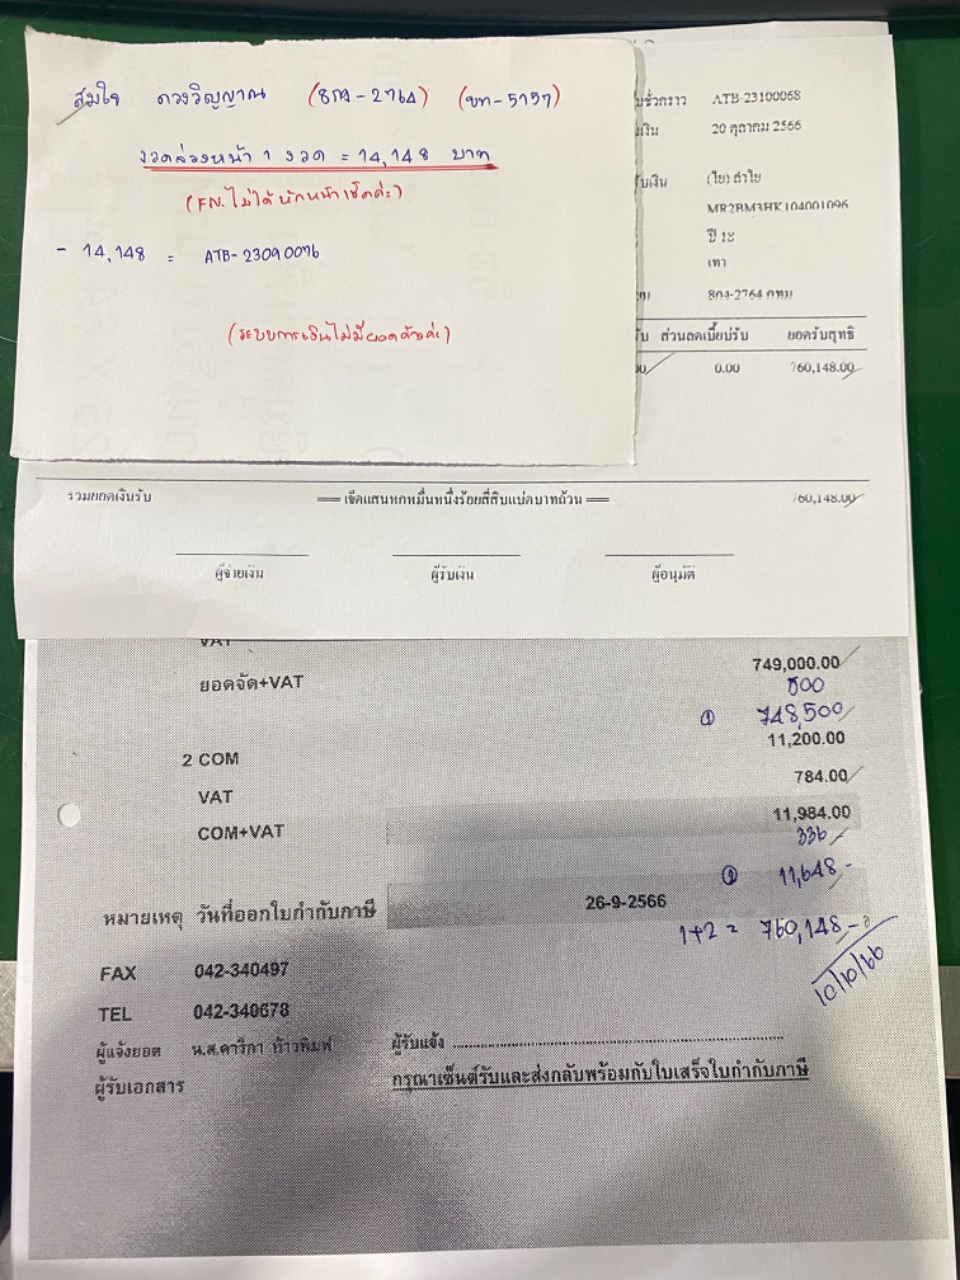 สมใจ ดวงวิญญาณ (8กง-2764) (ขก-5157)
งวดล่วงหน้า 1 งวด = 14,148 บาท
(FN. ไม่ได้หักหน้าเช็คค่ะ)
- 14,148 = ATB-23090076
(ระบบการเงินไม่มียอดค้างค่ะ)
ชั่วคราว ATB-23100068
เงิน 20 ตุลาคม 2566
รับเงิน (ไย) ลำไย
MR2BM3HK104001096
ปี 18
เทา
8กง-2764 กทม
ส่วนลดเบี้ยปรับ ยอดรับสุทธิ
0.00 760,148.00
รวมยอดเงินรับ == เจ็ดแสนหกหมื่นหนึ่งร้อยสี่สิบแปดบาทถ้วน == 760,148.00
ผู้จ่ายเงิน ผู้รับเงิน ผู้อนุมัติ
VAT
ยอดจัด+VAT 749,000.00
500
① 748,500
2 COM 11,200.00
VAT 784.00
COM+VAT 11,984.00
336
② 11,648-
หมายเหตุ วันที่ออกใบกำกับภาษี 26-9-2566
1+2 = 760,148-
10/10/66
FAX 042-340497
TEL 042-340678
ผู้แจ้งยอด น.ส.ดาริกา ท้าวพิมพ์ ผู้รับแจ้ง
ผู้รับเอกสาร กรุณาเซ็นต์รับและส่งกลับพร้อมกับใบเสร็จใบกำกับภาษี